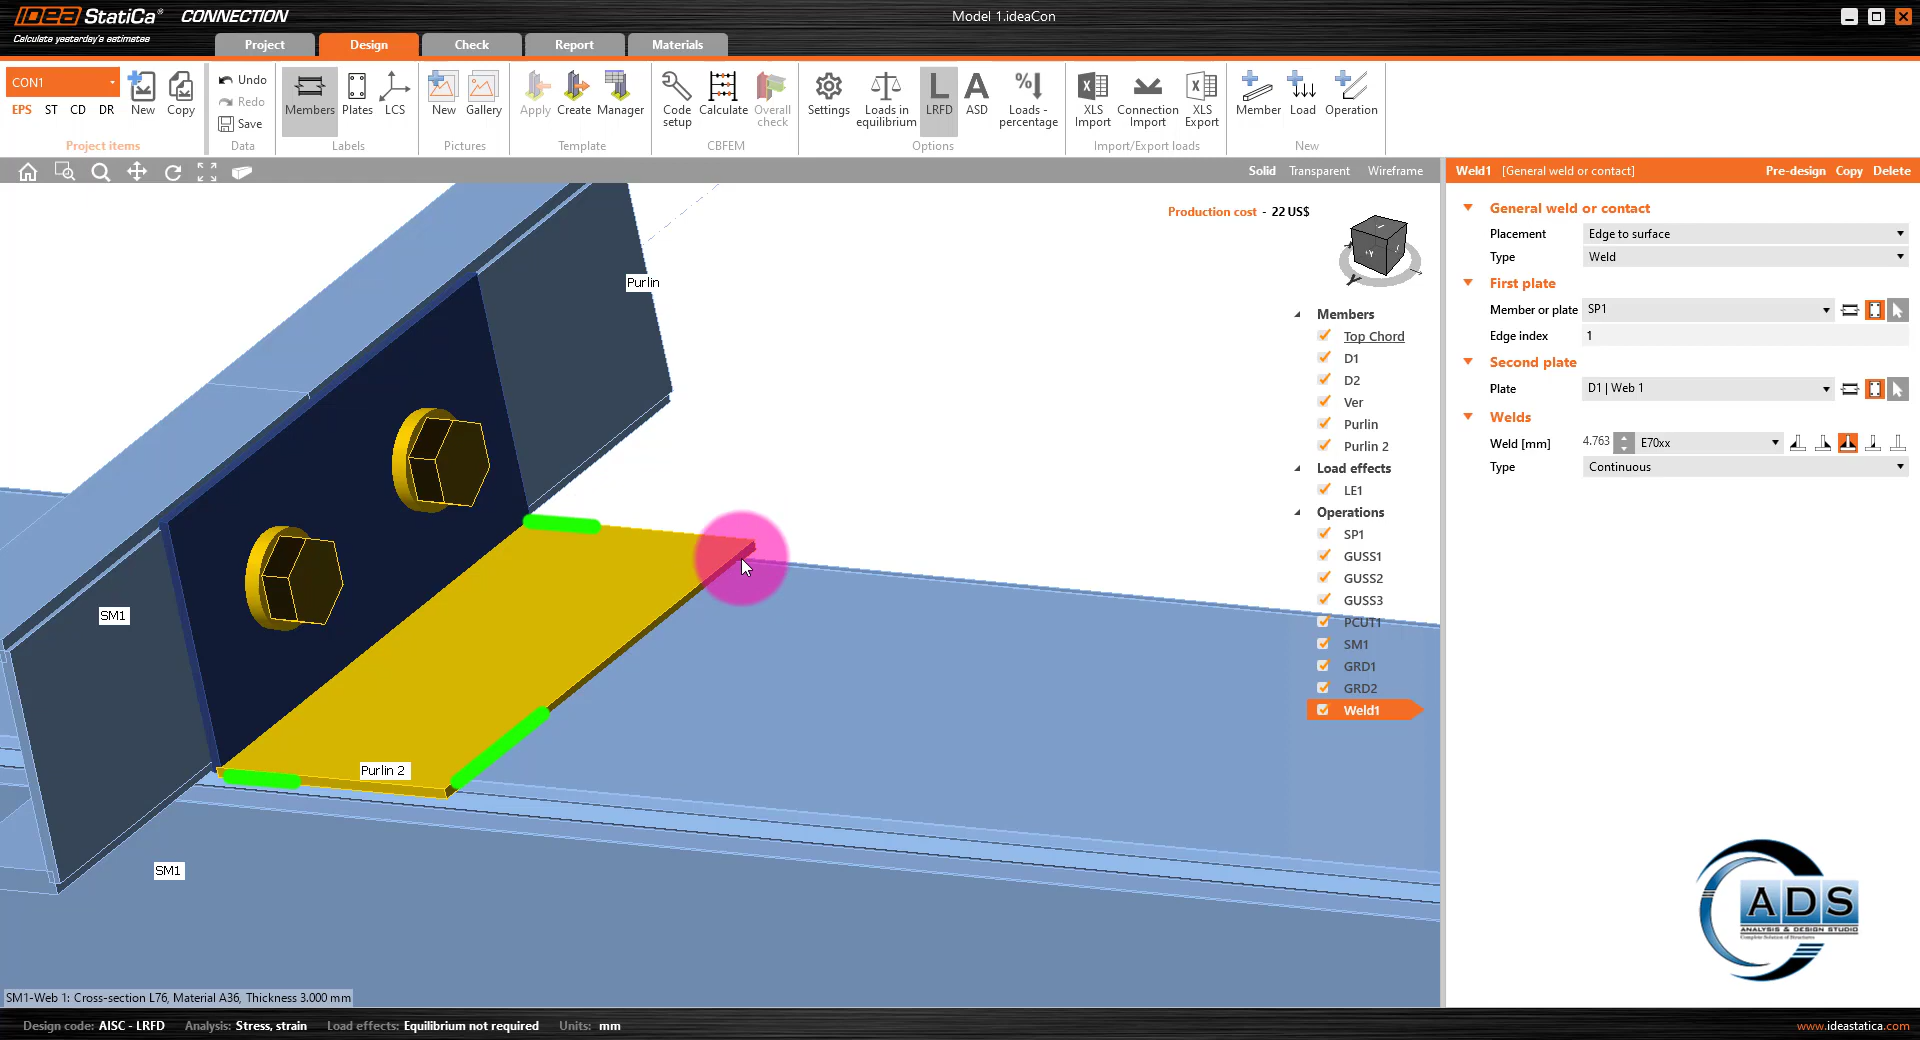 IDEA StatiCa® CONNECTION
Calculate yesterday's estimates
Model 1.ideaCon
Project
Design
Check
Report
Materials
CON1
EPS ST CD DR
New
Copy
Project items
Undo
Redo
Save
Data
Members
Plates
LCS
Labels
New
Gallery
Pictures
Apply
Create
Manager
Template
Code setup
Calculate
Overall check
CBFEM
Settings
Loads in equilibrium
LRFD
ASD
Loads - percentage
Options
XLS Import
Connection Import
XLS Export
Import/Export loads
Member
Load
Operation
New
Solid Transparent Wireframe
Production cost - 22 US$
Purlin
SM1
Purlin 2
SM1
Members
Top Chord
D1
D2
Ver
Purlin
Purlin 2
Load effects
LE1
Operations
SP1
GUSS1
GUSS2
GUSS3
PCUT1
SM1
GRD1
GRD2
Weld1
Weld1 [General weld or contact] Pre-design Copy Delete
General weld or contact
Placement Edge to surface
Type Weld
First plate
Member or plate SP1
Edge index 1
Second plate
Plate D1 | Web 1
Welds
Weld [mm] 4.763 E70xx
Type Continuous
ADS
ANALYSIS & DESIGN STUDIO
Complete Solution of Structures
SM1-Web 1: Cross-section L76, Material A36, Thickness 3.000 mm
Design code: AISC - LRFD Analysis: Stress, strain Load effects: Equilibrium not required Units: mm
www.ideastatica.com